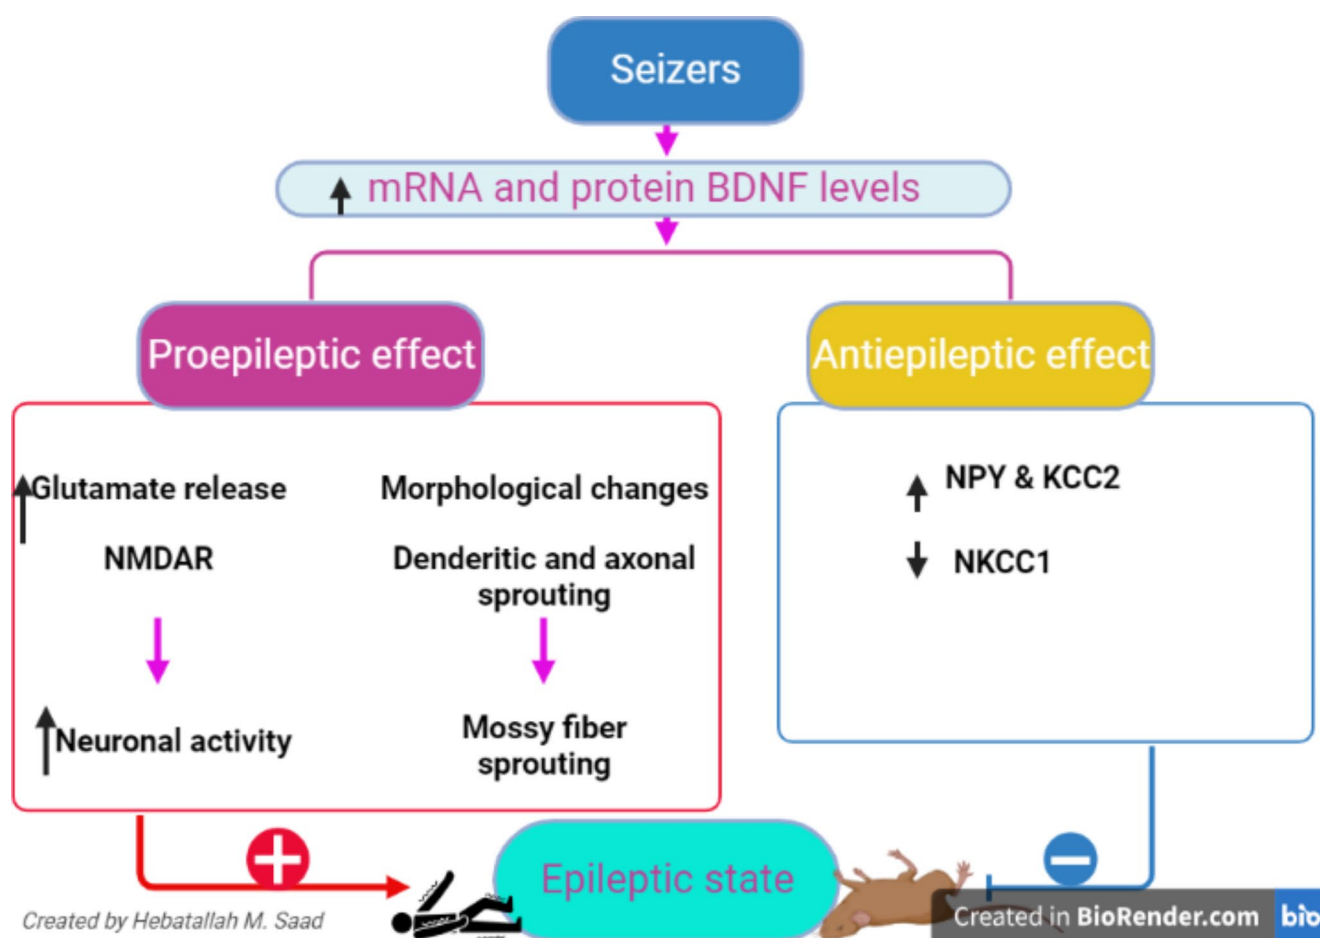 Seizers
mRNA and protein BDNF levels
Proepileptic effect
Antiepileptic effect
Glutamate release
NMDAR
Neuronal activity
Morphological changes
Denderitic and axonal
sprouting
Mossy fiber
sprouting
NPY & KCC2
NKCC1
Epileptic state
Created by Hebatallah M. Saad
Created in BioRender.com
bio